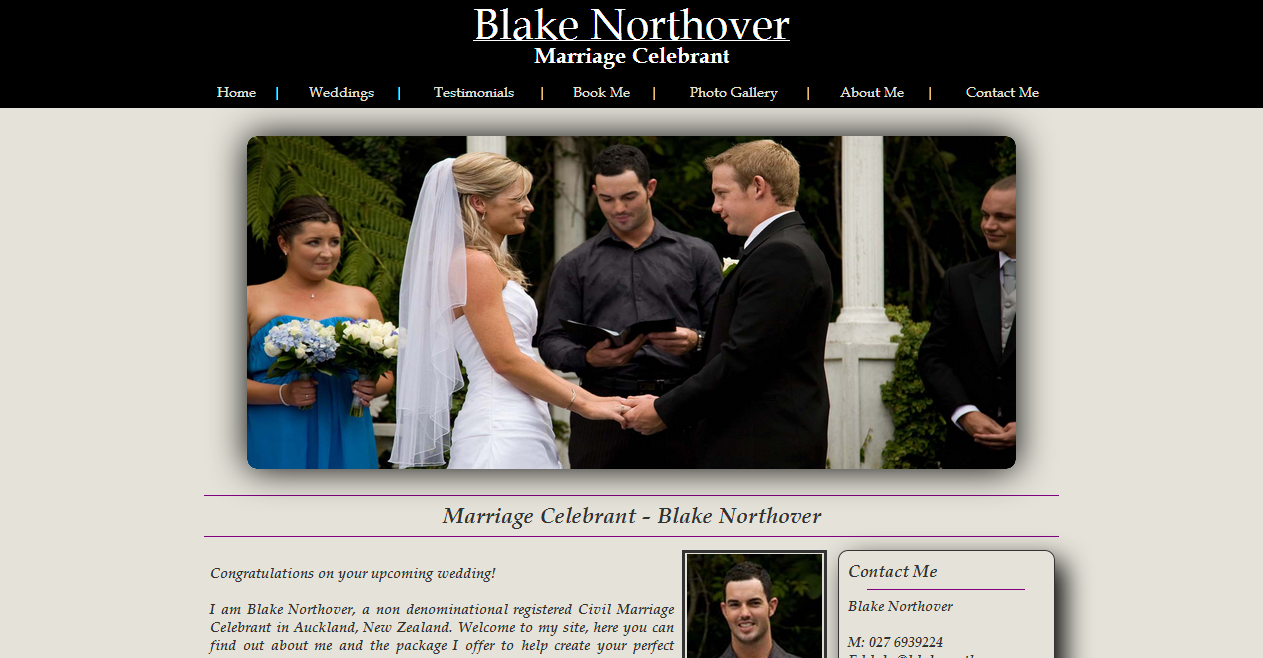 Blake Northover
Marriage Celebrant
Home | Weddings | Testimonials | Book Me | Photo Gallery | About Me | Contact Me
Marriage Celebrant - Blake Northover
Congratulations on your upcoming wedding!
I am Blake Northover, a non denominational registered Civil Marriage
Celebrant in Auckland, New Zealand. Welcome to my site, here you can
find out about me and the package I offer to help create your perfect
Contact Me
Blake Northover
M: 027 6939224